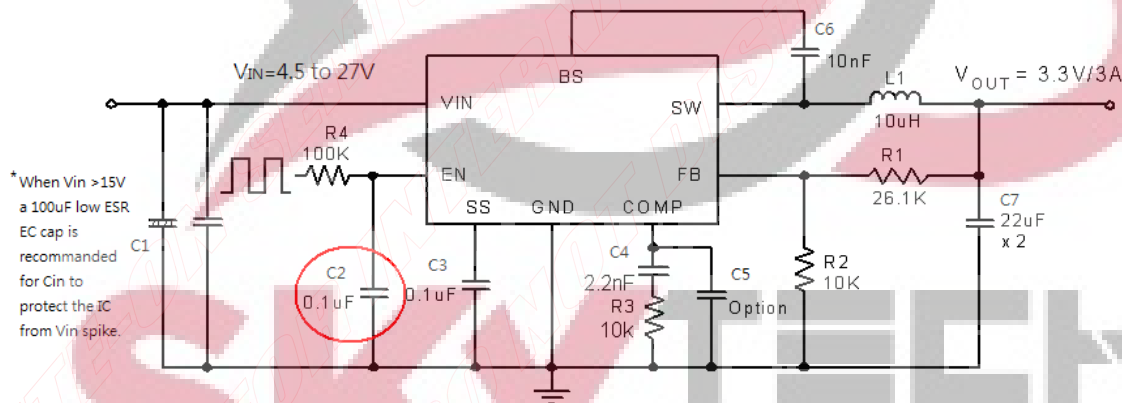 VIN=4.5 to 27V
C6
10nF
BS
L1
10uH
VOUT = 3.3V/3A
VIN
SW
R4
100K
EN
FB
R1
26.1K
* When Vin >15V
a 100uF low ESR
EC cap is
recommanded
for Cin to
protect the IC
from Vin spike.
C1
SS
GND
COMP
C7
22uF
x 2
C2
0.1uF
C3
0.1uF
C4
2.2nF
R3
10k
C5
Option
R2
10K